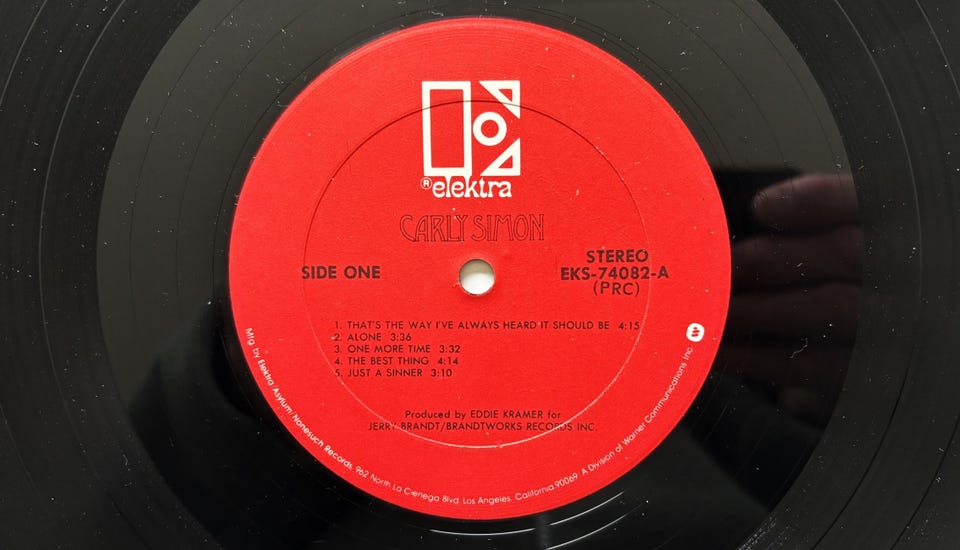 ® elektra
CARLY SIMON
SIDE ONE
STEREO
EKS-74082-A
(PRC)
1. THAT'S THE WAY I'VE ALWAYS HEARD IT SHOULD BE 4:15
2. ALONE 3:36
3. ONE MORE TIME 3:32
4. THE BEST THING 4:14
5. JUST A SINNER 3:10
Produced by EDDIE KRAMER for
JERRY BRANDT/BRANDTWORKS RECORDS INC.
Mfg. by Elektra Asylum Nonesuch Records, 962 North La Cienega Blvd. Los Angeles, California 90069. A Division of Warner Communications Inc.